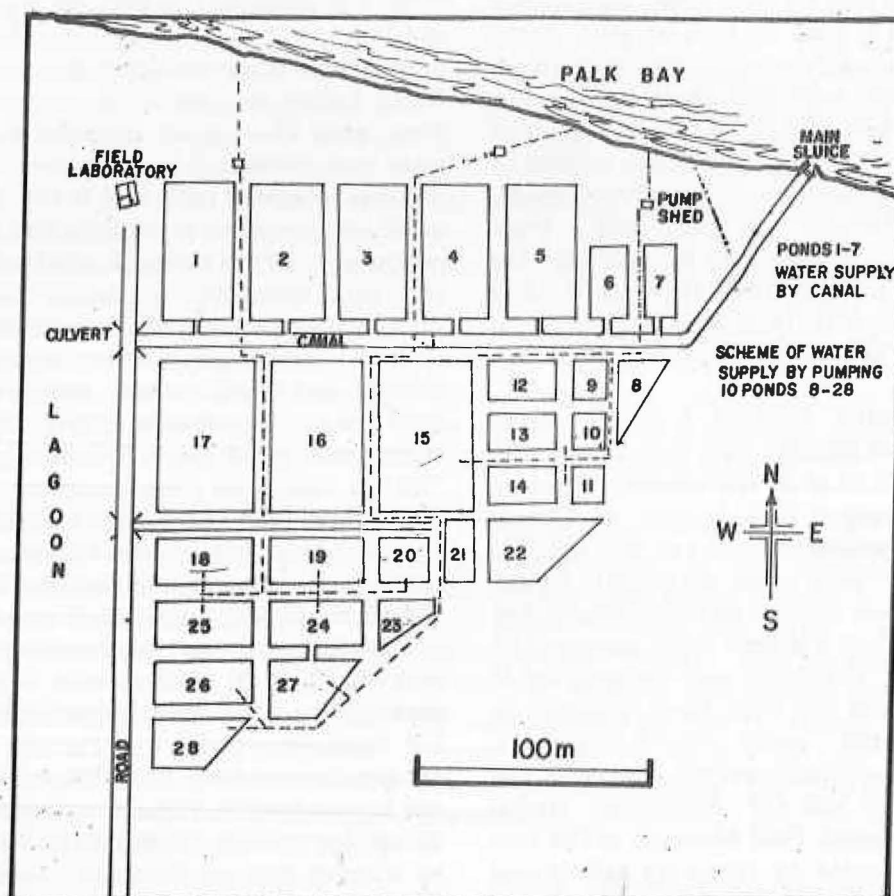 PALK BAY
MAIN
SLUICE
FIELD
LABORATORY
PUMP
SHED
PONDS 1-7
WATER SUPPLY
BY CANAL
1
2
3
4
5
6
7
CULVERT
CANAL
SCHEME OF WATER
SUPPLY BY PUMPING
10 PONDS 8-28
8
9
12
10
13
11
14
15
16
17
LAGOON
N
W E
S
18
19
20
21
22
23
24
25
26
27
28
100m
ROAD